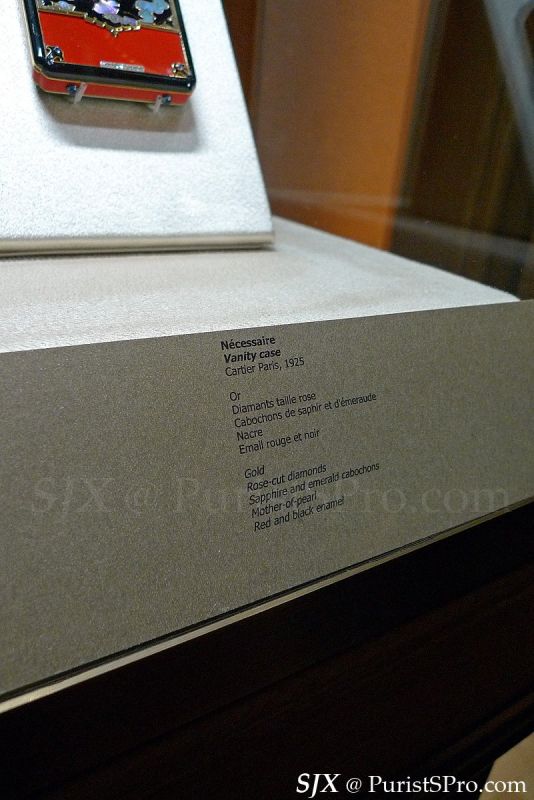 Nécessaire
Vanity case
Cartier Paris, 1925
Or
Diamants taille rose
Cabochons de saphir et d'émeraude
Nacre
Email rouge et noir
Gold
Rose-cut diamonds
Sapphire and emerald cabochons
Mother-of-pearl
Red and black enamel
SJX @ PuristSPro.com
SJX @ PuristSPro.com